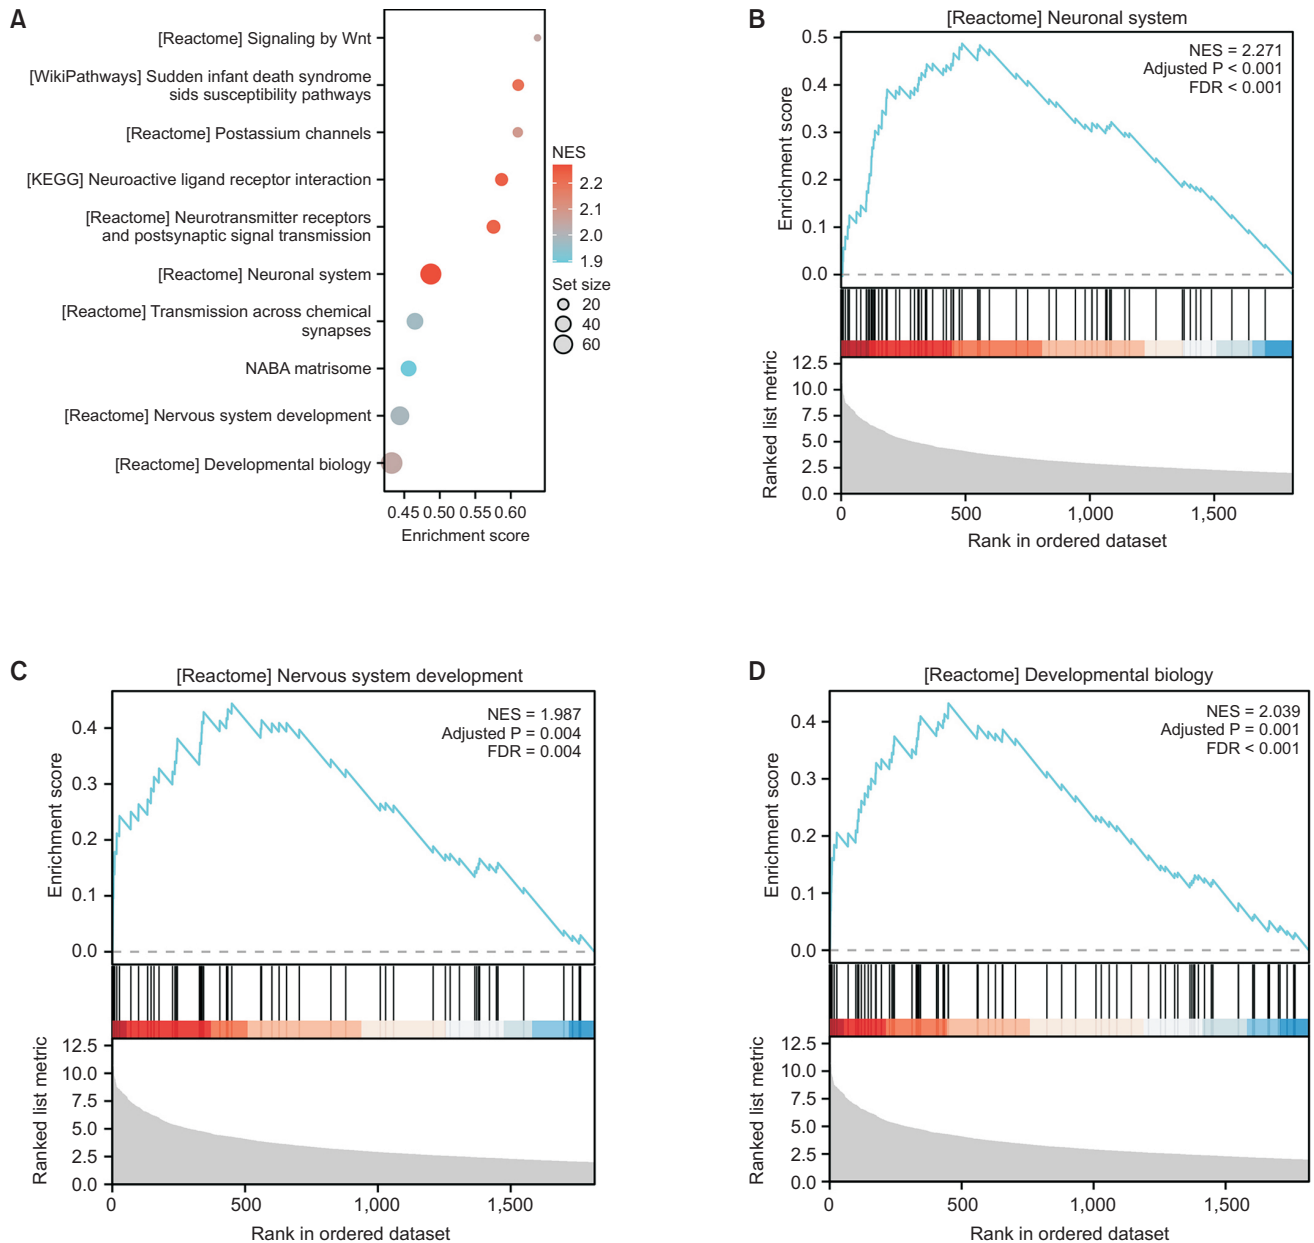 A
[Reactome] Signaling by Wnt
[WikiPathways] Sudden infant death syndrome
sids susceptibility pathways
[Reactome] Postassium channels
[KEGG] Neuroactive ligand receptor interaction
[Reactome] Neurotransmitter receptors
and postsynaptic signal transmission
[Reactome] Neuronal system
[Reactome] Transmission across chemical
synapses
NABA matrisome
[Reactome] Nervous system development
[Reactome] Developmental biology
0.45 0.50 0.55 0.60
Enrichment score
NES
2.2
2.1
2.0
1.9
Set size
20
40
60
B
[Reactome] Neuronal system
NES = 2.271
Adjusted P < 0.001
FDR < 0.001
Enrichment score
0.5
0.4
0.3
0.2
0.1
0.0
Ranked list metric
12.5
10.0
7.5
5.0
2.5
0.0
0 500 1,000 1,500
Rank in ordered dataset
C
[Reactome] Nervous system development
NES = 1.987
Adjusted P = 0.004
FDR = 0.004
Enrichment score
0.4
0.3
0.2
0.1
0.0
Ranked list metric
12.5
10.0
7.5
5.0
2.5
0.0
0 500 1,000 1,500
Rank in ordered dataset
D
[Reactome] Developmental biology
NES = 2.039
Adjusted P = 0.001
FDR < 0.001
Enrichment score
0.4
0.3
0.2
0.1
0.0
Ranked list metric
12.5
10.0
7.5
5.0
2.5
0.0
0 500 1,000 1,500
Rank in ordered dataset